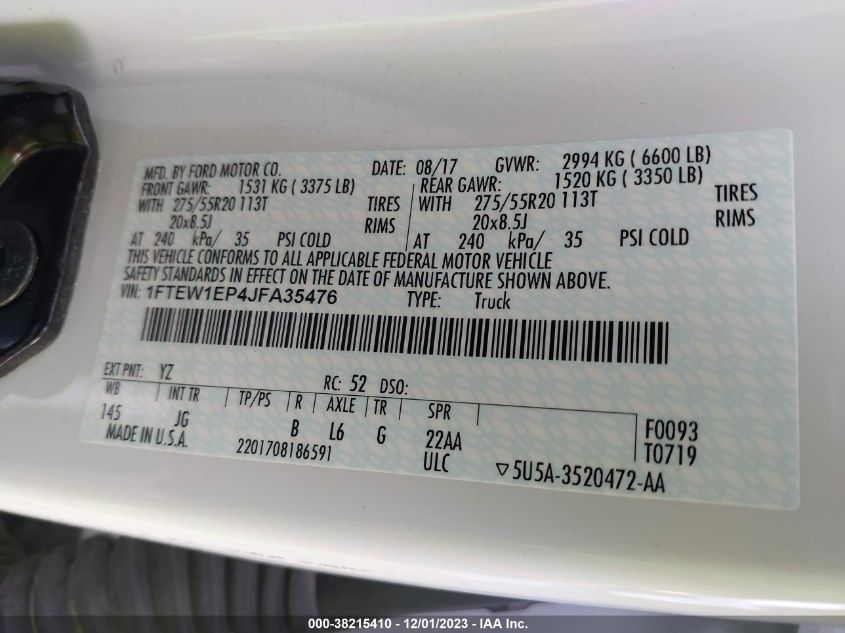 MFD. BY FORD MOTOR CO. DATE: 08/17 GVWR: 2994 KG ( 6600 LB)
FRONT GAWR: 1531 KG ( 3375 LB) REAR GAWR: 1520 KG ( 3350 LB)
WITH 275/55R20 113T TIRES WITH 275/55R20 113T TIRES
20x8.5J RIMS 20x8.5J RIMS
AT 240 kPa/ 35 PSI COLD AT 240 kPa/ 35 PSI COLD
THIS VEHICLE CONFORMS TO ALL APPLICABLE FEDERAL MOTOR VEHICLE
SAFETY STANDARDS IN EFFECT ON THE DATE OF MANUFACTURE SHOWN ABOVE.
VIN: 1FTEW1EP4JFA35476 TYPE: Truck
EXT PNT: YZ RC: 52 DSO:
WB INT TR TP/PS R AXLE TR SPR
145 JG B L6 G 22AA F0093
MADE IN U.S.A. 2201708186591 ULC T0719
▽5U5A-3520472-AA
000-38215410 - 12/01/2023 - IAA Inc.